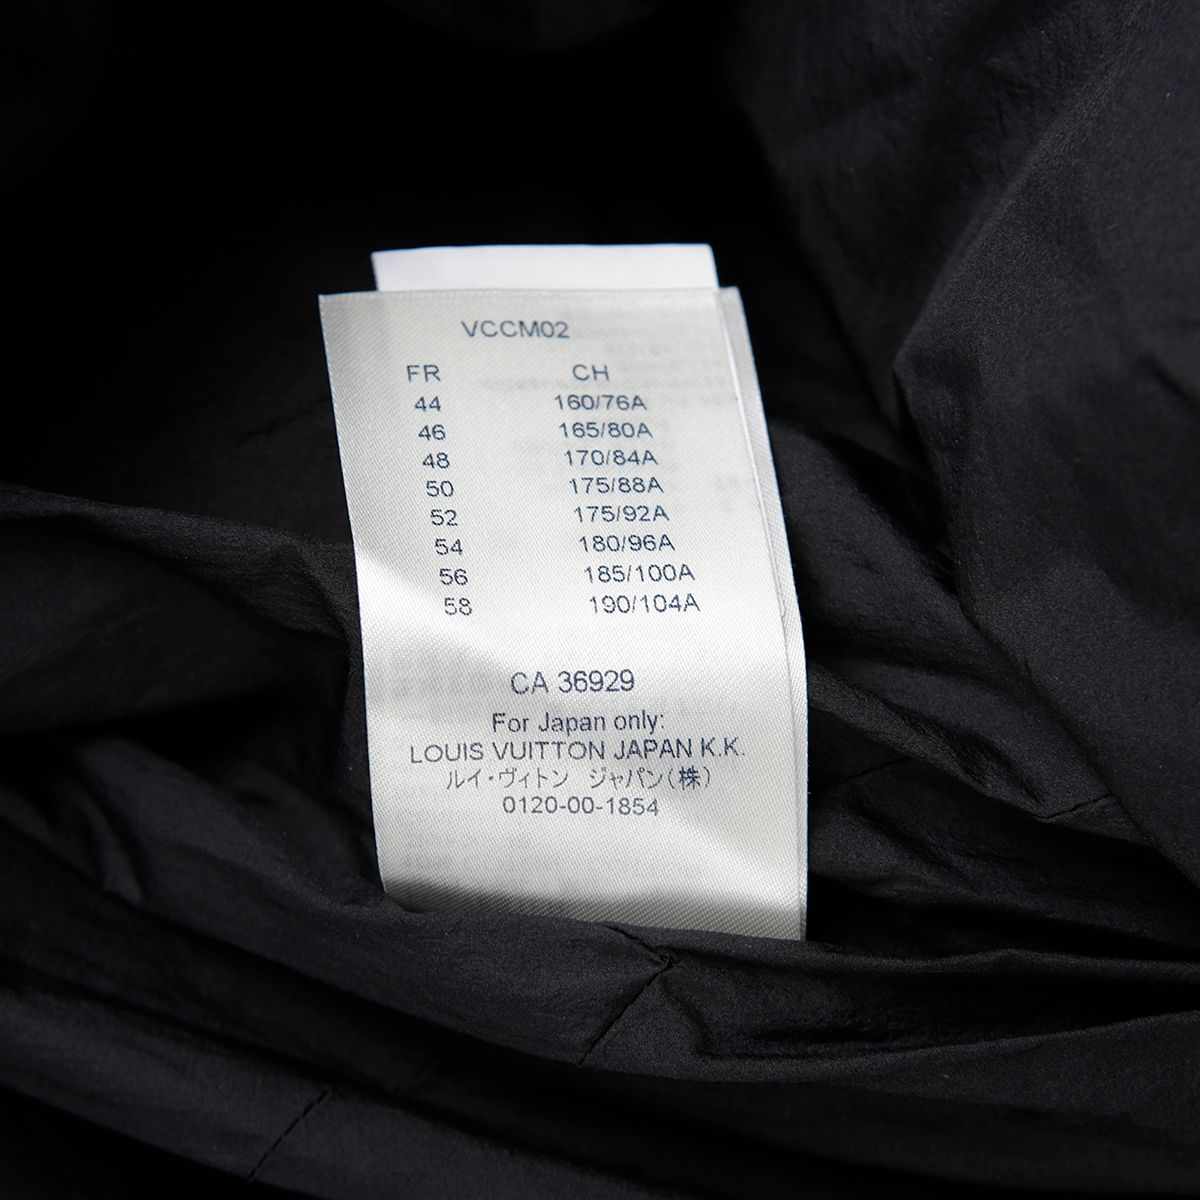 VCCM02
FR CH
44 160/76A
46 165/80A
48 170/84A
50 175/88A
52 175/92A
54 180/96A
56 185/100A
58 190/104A
CA 36929
For Japan only:
LOUIS VUITTON JAPAN K.K.
ルイ・ヴィトン ジャパン(株)
0120-00-1854